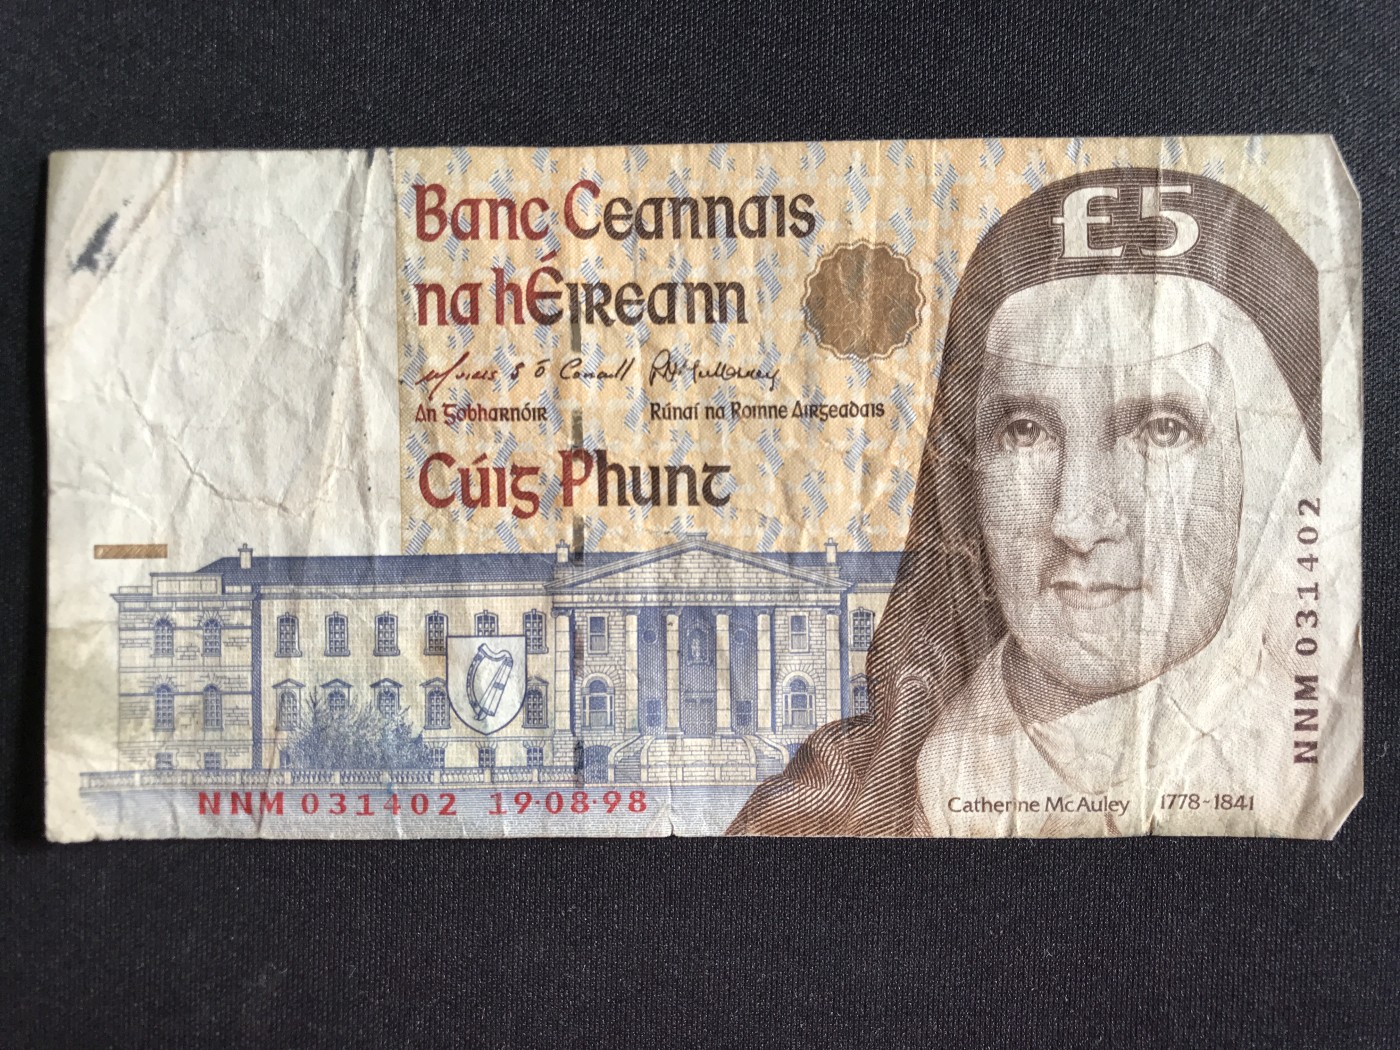 £5
Banc Ceannais
na hÉireann
An Gobharnóir
Rúnaí na Roinne Airgeadais
Cúig Phunt
NNM 031402
NNM 031402 19·08·98
Catherine McAuley 1778-1841